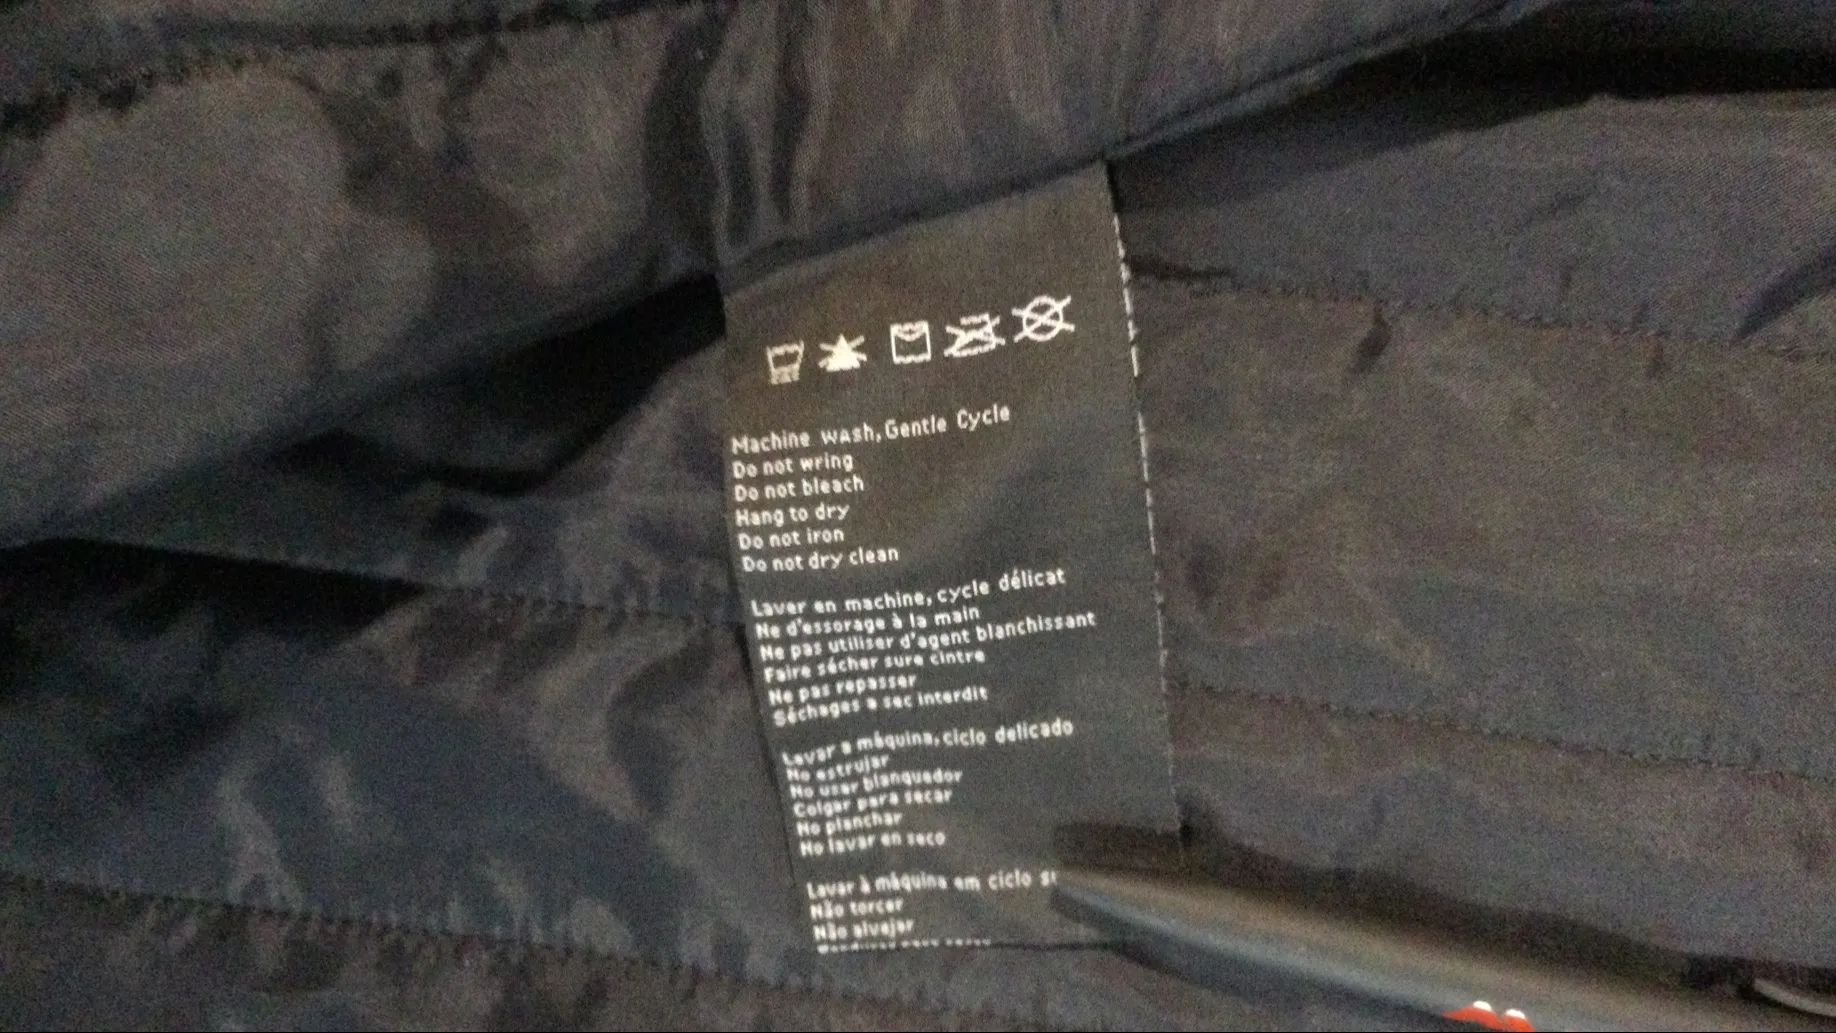 Machine wash, Gentle Cycle
Do not wring
Do not bleach
Hang to dry
Do not iron
Do not dry clean
Laver en machine, cycle délicat
Ne d'essorage à la main
Ne pas utiliser d'agent blanchissant
Faire sécher sure cintre
Ne pas repasser
Séchages a sec interdit
Lavar a máquina, ciclo delicado
No estrujar
No usar blanqueador
Colgar para secar
No planchar
No lavar en seco
Lavar à máquina em ciclo
Não torcer
Não alvejar